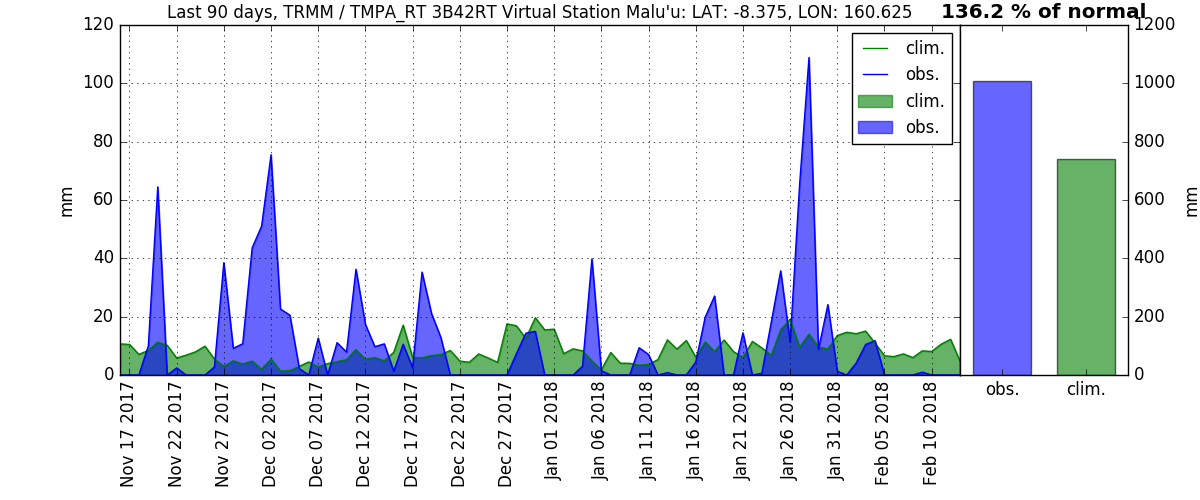 Last 90 days, TRMM / TMPA_RT 3B42RT Virtual Station Malu'u: LAT: -8.375, LON: 160.625
136.2 % of normal
120
100
80
60
40
20
0
mm
clim.
obs.
clim.
obs.
1200
1000
800
600
400
200
0
mm
Nov 17 2017
Nov 22 2017
Nov 27 2017
Dec 02 2017
Dec 07 2017
Dec 12 2017
Dec 17 2017
Dec 22 2017
Dec 27 2017
Jan 01 2018
Jan 06 2018
Jan 11 2018
Jan 16 2018
Jan 21 2018
Jan 26 2018
Jan 31 2018
Feb 05 2018
Feb 10 2018
obs.
clim.